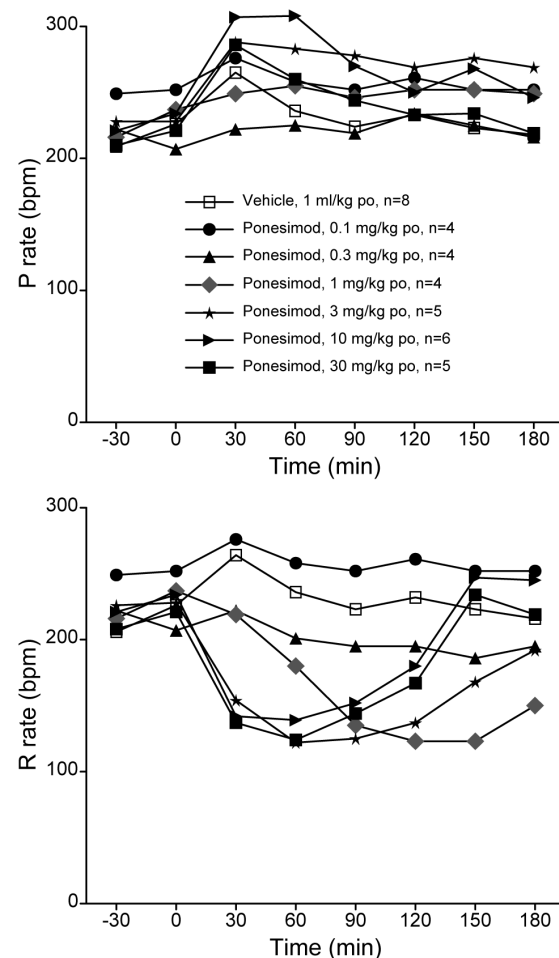 300
200
100
0
P rate (bpm)
Vehicle, 1 ml/kg po, n=8
Ponesimod, 0.1 mg/kg po, n=4
Ponesimod, 0.3 mg/kg po, n=4
Ponesimod, 1 mg/kg po, n=4
Ponesimod, 3 mg/kg po, n=5
Ponesimod, 10 mg/kg po, n=6
Ponesimod, 30 mg/kg po, n=5
-30 0 30 60 90 120 150 180
Time (min)
300
200
100
0
R rate (bpm)
-30 0 30 60 90 120 150 180
Time (min)